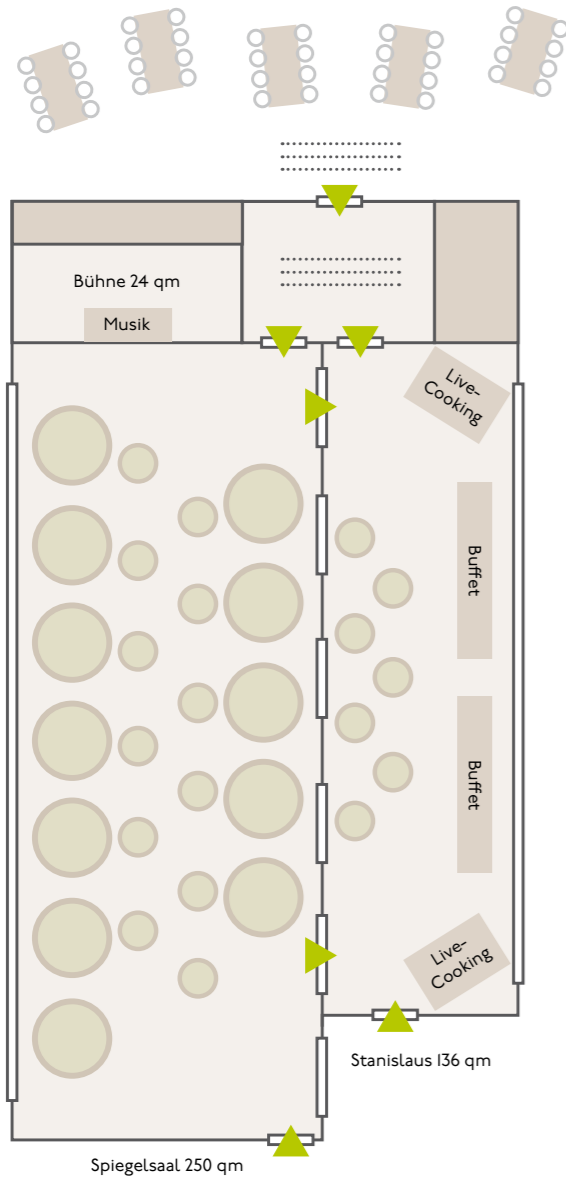 Bühne 24 qm
Musik
Live-
Cooking
Buffet
Buffet
Live-
Cooking
Stanislaus 136 qm
Spiegelsaal 250 qm